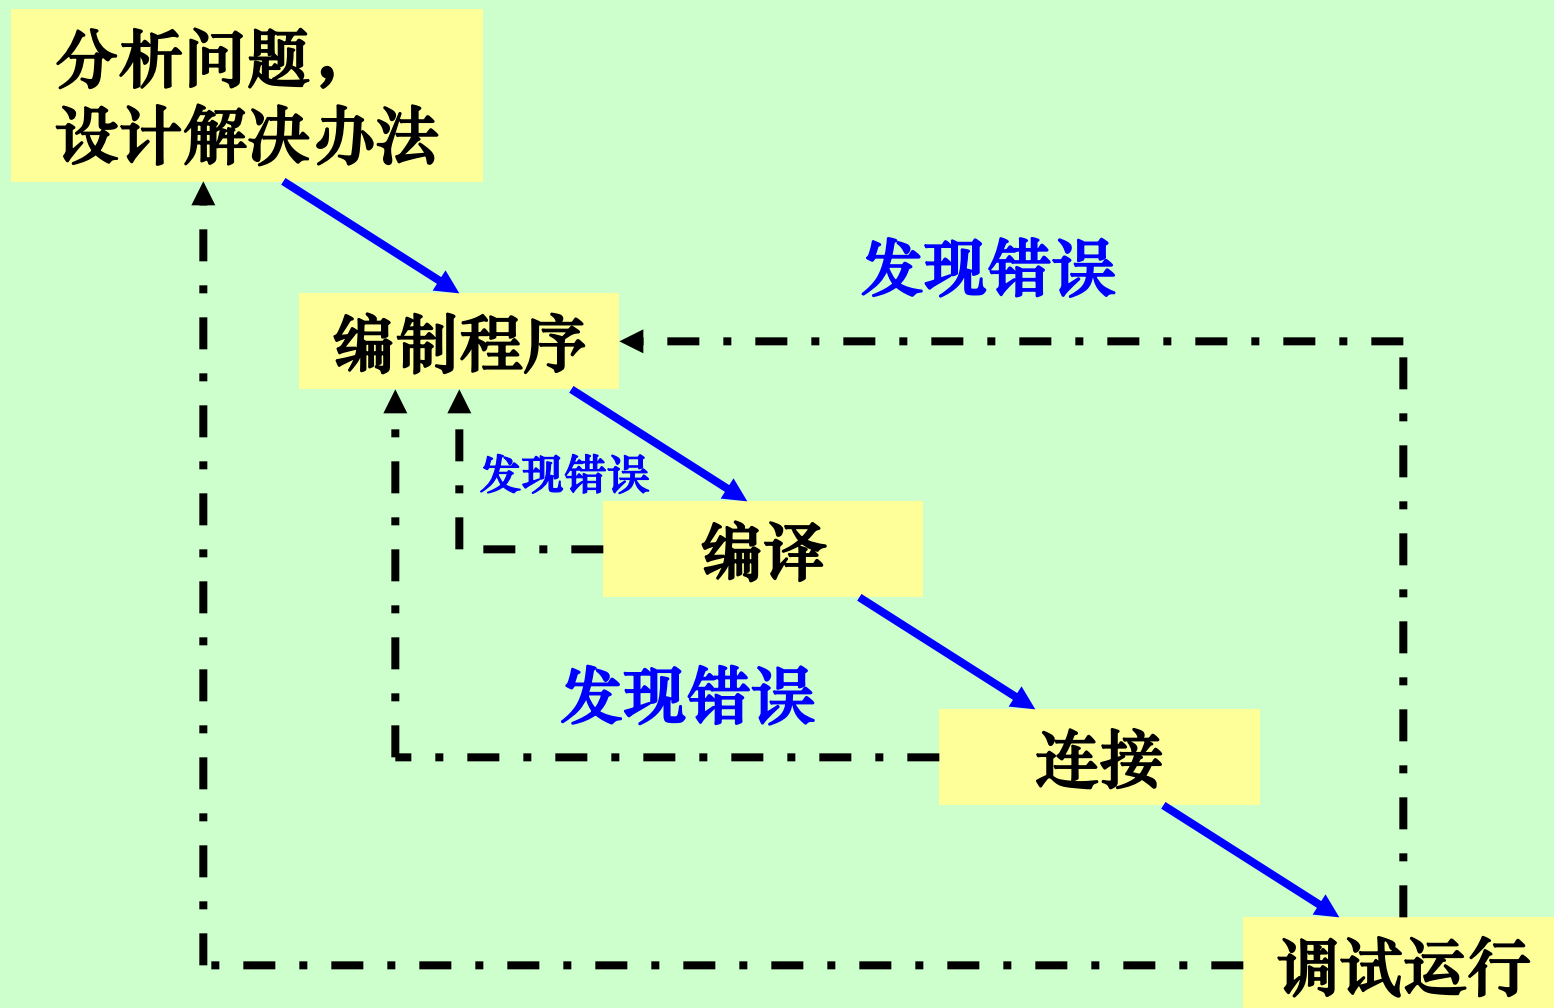 分析问题，
设计解决办法
发现错误
编制程序
发现错误
编译
发现错误
连接
调试运行